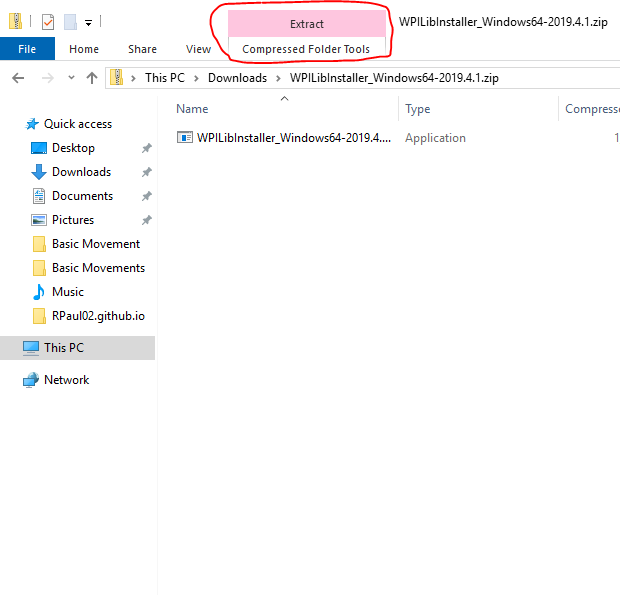 Extract
WPILibInstaller_Windows64-2019.4.1.zip
File Home Share View Compressed Folder Tools
This PC > Downloads > WPILibInstaller_Windows64-2019.4.1.zip
Name Type Compresse
WPILibInstaller_Windows64-2019.4.... Application 1
Quick access
Desktop
Downloads
Documents
Pictures
Basic Movement
Basic Movements
Music
RPaul02.github.io
This PC
Network